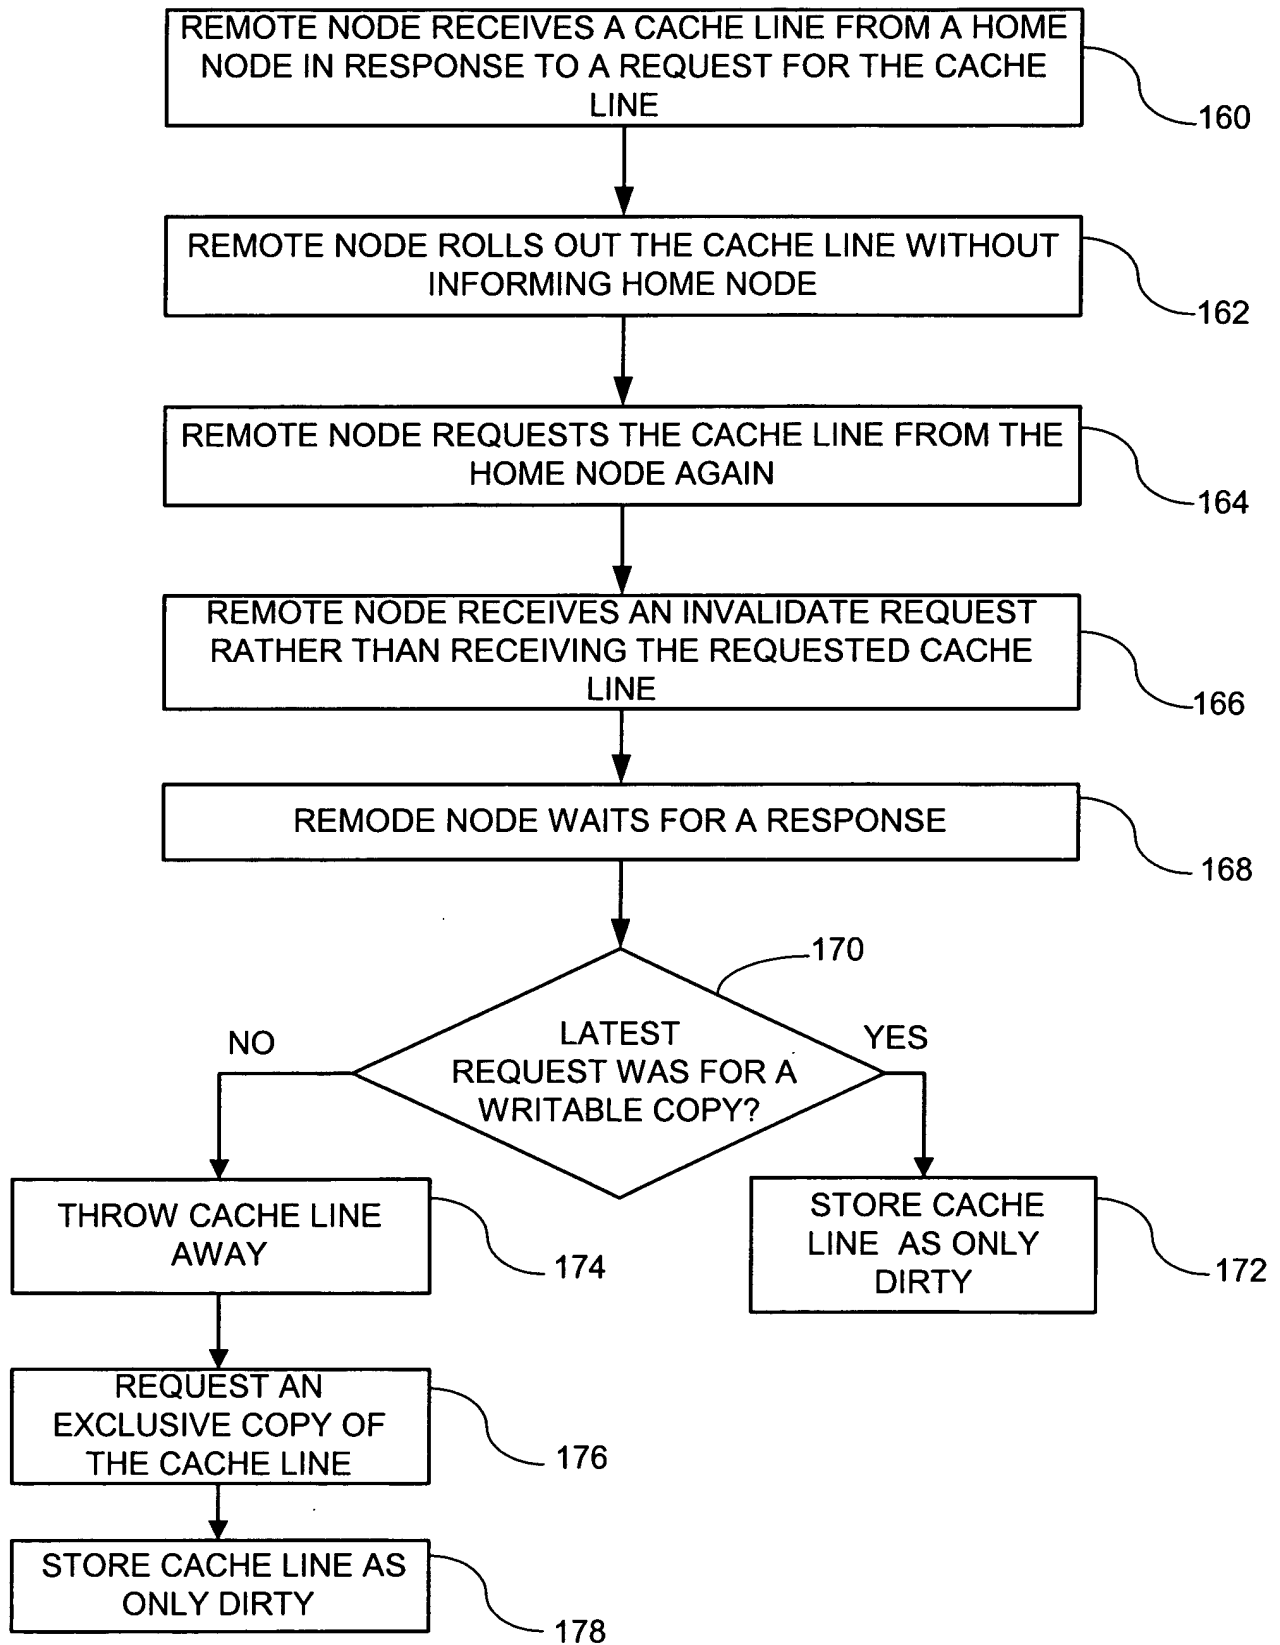 REMOTE NODE RECEIVES A CACHE LINE FROM A HOME
NODE IN RESPONSE TO A REQUEST FOR THE CACHE
LINE
160
REMOTE NODE ROLLS OUT THE CACHE LINE WITHOUT
INFORMING HOME NODE
162
REMOTE NODE REQUESTS THE CACHE LINE FROM THE
HOME NODE AGAIN
164
REMOTE NODE RECEIVES AN INVALIDATE REQUEST
RATHER THAN RECEIVING THE REQUESTED CACHE
LINE
166
REMODE NODE WAITS FOR A RESPONSE
168
170
NO
YES
LATEST
REQUEST WAS FOR A
WRITABLE COPY?
THROW CACHE LINE
AWAY
174
STORE CACHE
LINE AS ONLY
DIRTY
172
REQUEST AN
EXCLUSIVE COPY OF
THE CACHE LINE
176
STORE CACHE LINE AS
ONLY DIRTY
178